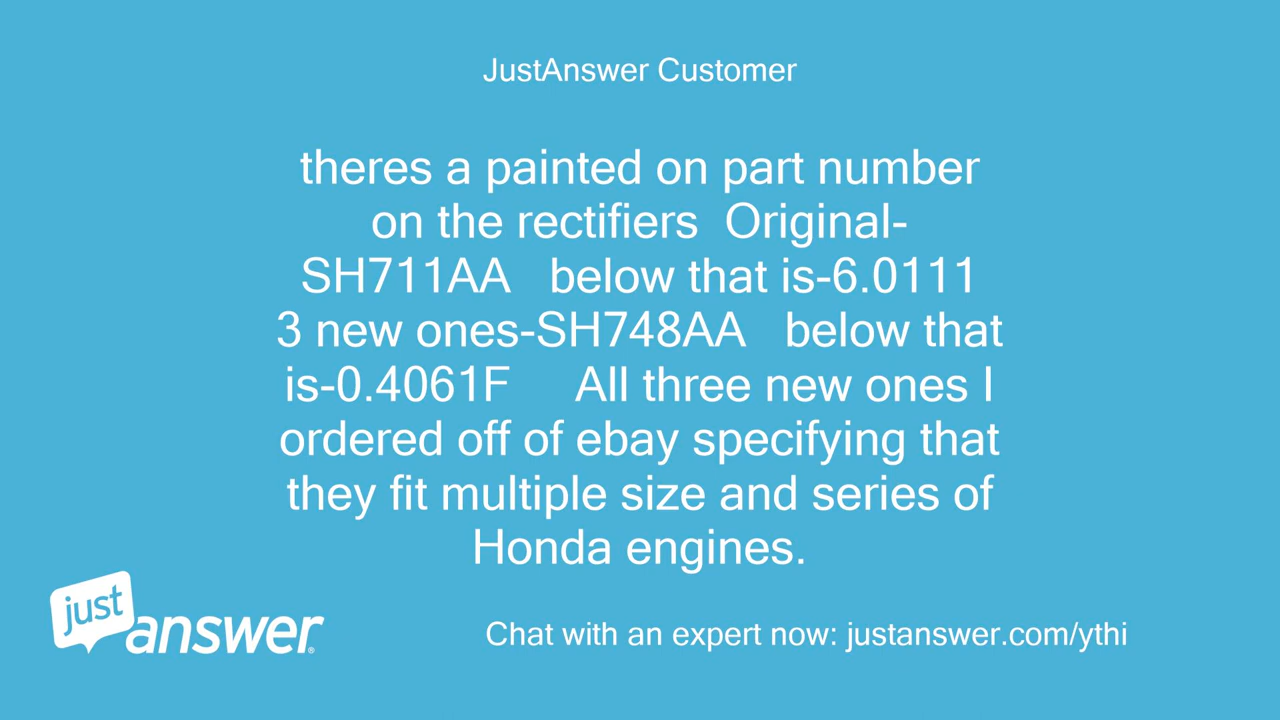 JustAnswer Customer
theres a painted on part number
on the rectifiers  Original-
SH711AA   below that is-6.0111
3 new ones-SH748AA   below that
is-0.4061F     All three new ones I
ordered off of ebay specifying that
they fit multiple size and series of
Honda engines.
just
answer®
Chat with an expert now: justanswer.com/ythi